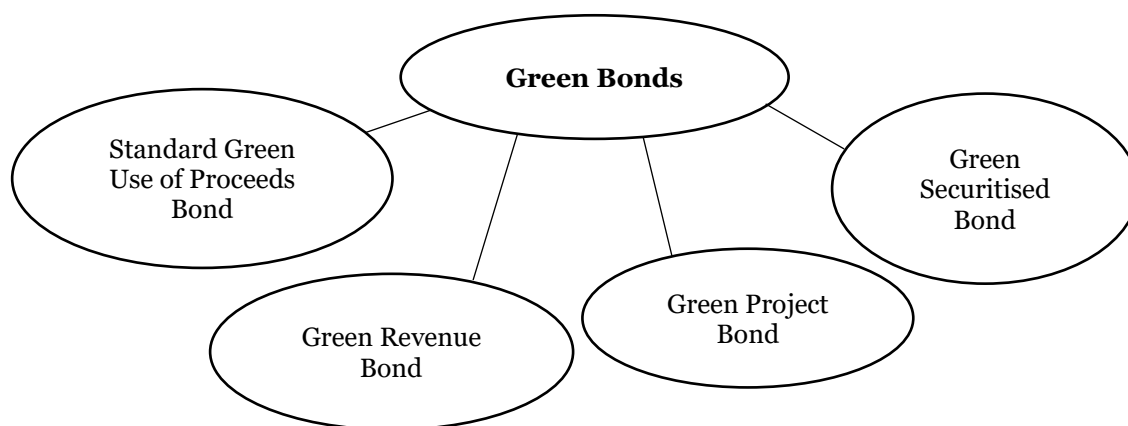 Green Bonds
Standard Green
Use of Proceeds
Bond
Green
Securitised
Bond
Green Revenue
Bond
Green Project
Bond